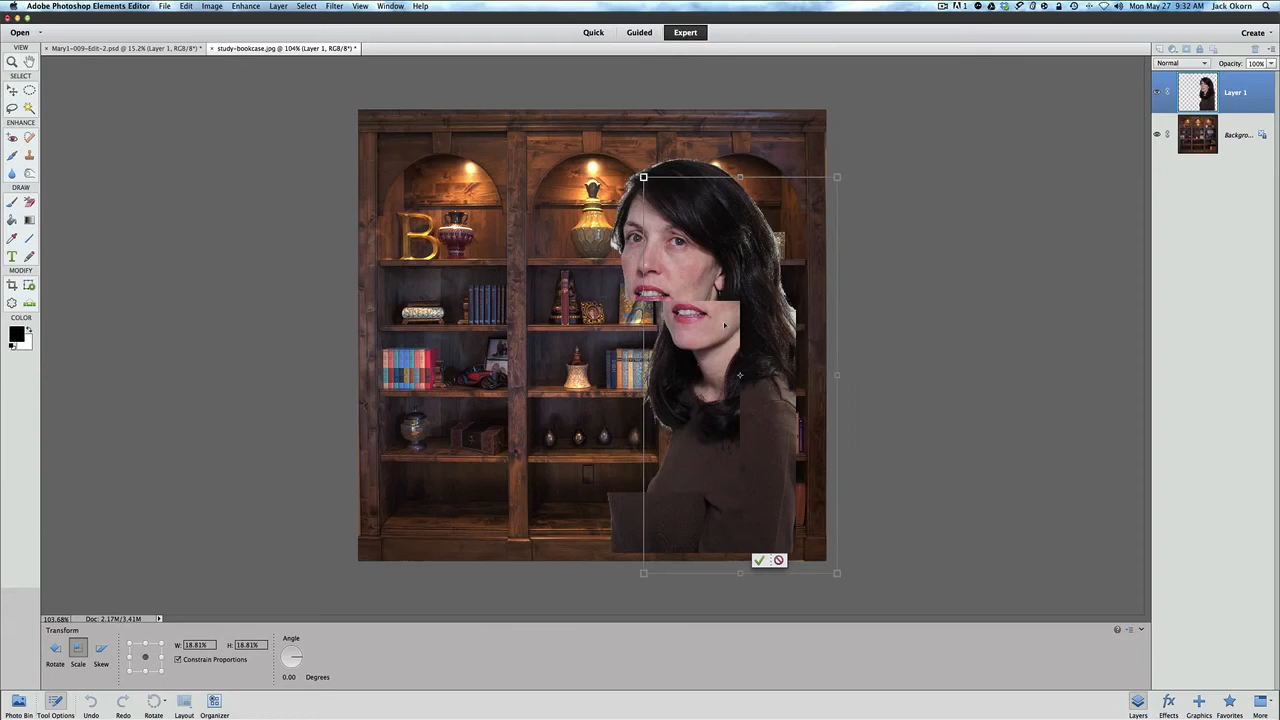 Adobe Photoshop Elements Editor File Edit Image Enhance Layer Select Filter View Window Help 1 Mon May 27 9:32 AM Jack Okorn
Open Quick Guided Expert Create
VIEW × Mary1-009-Edit-2.psd @ 15.2% (Layer 1, RGB/8*) * × study-bookcase.jpg @ 104% (Layer 1, RGB/8*) *
Normal Opacity: 100%
SELECT
Layer 1
ENHANCE
Backgro...
DRAW
B
MODIFY
COLOR
103.68% Doc: 2.17M/3.41M
Transform
Angle
W: 18.81% H: 18.81%
Constrain Proportions
Rotate Scale Skew
0.00 Degrees
Photo Bin Tool Options Undo Redo Rotate Layout Organizer Layers Effects Graphics Favorites More